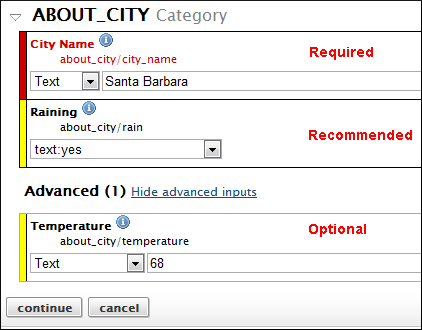 ABOUT_CITY Category
City Name
about_city/city_name
Required
Text Santa Barbara
Raining
about_city/rain
Recommended
text:yes
Advanced (1) Hide advanced inputs
Temperature
about_city/temperature
Optional
Text 68
continue cancel